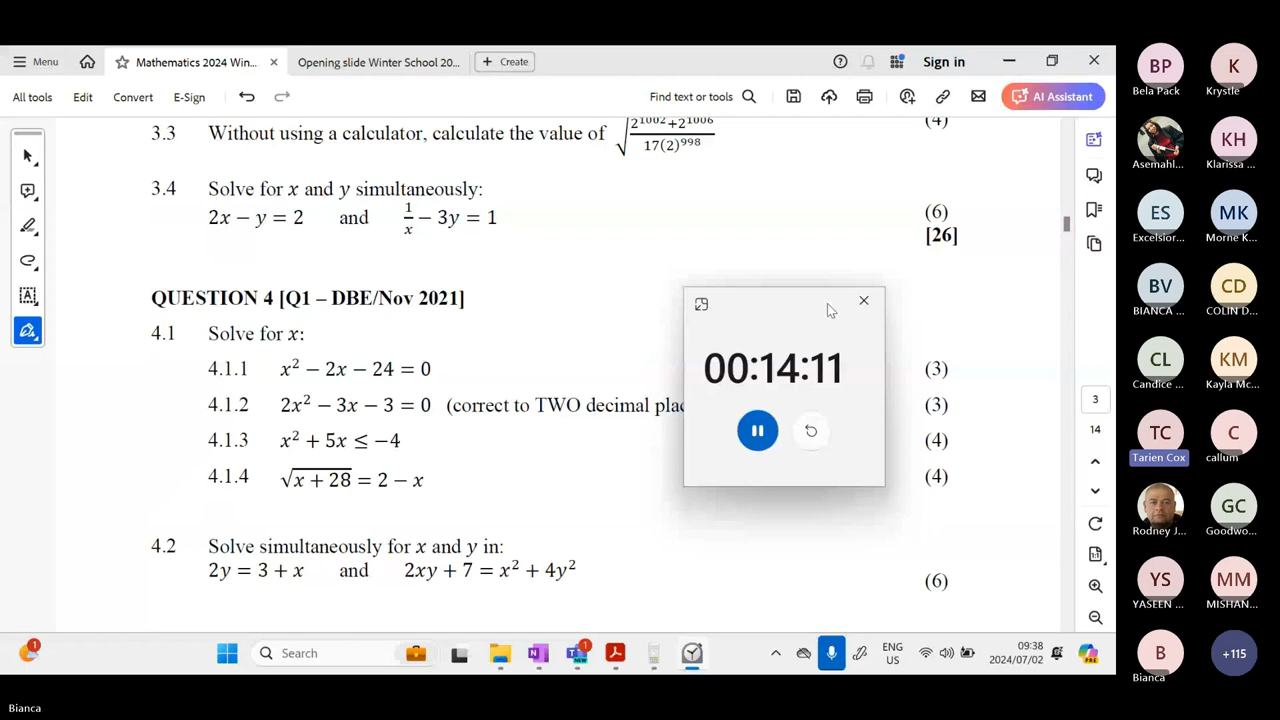 Menu
Mathematics 2024 Win...
Opening slide Winter School 20...
Create
Sign in
All tools
Edit
Convert
E-Sign
Find text or tools
AI Assistant
3.3 Without using a calculator, calculate the value of √((2^1002+2^1006)/(17(2)^998)) (4)
3.4 Solve for x and y simultaneously:
2x − y = 2 and 1/x − 3y = 1 (6)
[26]
QUESTION 4 [Q1 – DBE/Nov 2021]
4.1 Solve for x:
4.1.1 x² − 2x − 24 = 0 (3)
4.1.2 2x² − 3x − 3 = 0 (correct to TWO decimal plac (3)
4.1.3 x² + 5x ≤ −4 (4)
4.1.4 √(x + 28) = 2 − x (4)
4.2 Solve simultaneously for x and y in:
2y = 3 + x and 2xy + 7 = x² + 4y² (6)
00:14:11
3
14
1:1
1
Search
1
NEW
ENG
US
09:38
2024/07/02
PRE
BP
Bela Pack
K
Krystle
Asemahl...
KH
Klarissa ...
ES
Excelsior...
MK
Morne K...
BV
BIANCA ...
CD
COLIN D...
CL
Candice ...
KM
Kayla Mc...
TC
Tarien Cox
C
callum
Rodney J...
GC
Goodwo...
YS
YASEEN ...
MM
MISHAN...
B
Bianca
+115
Bianca